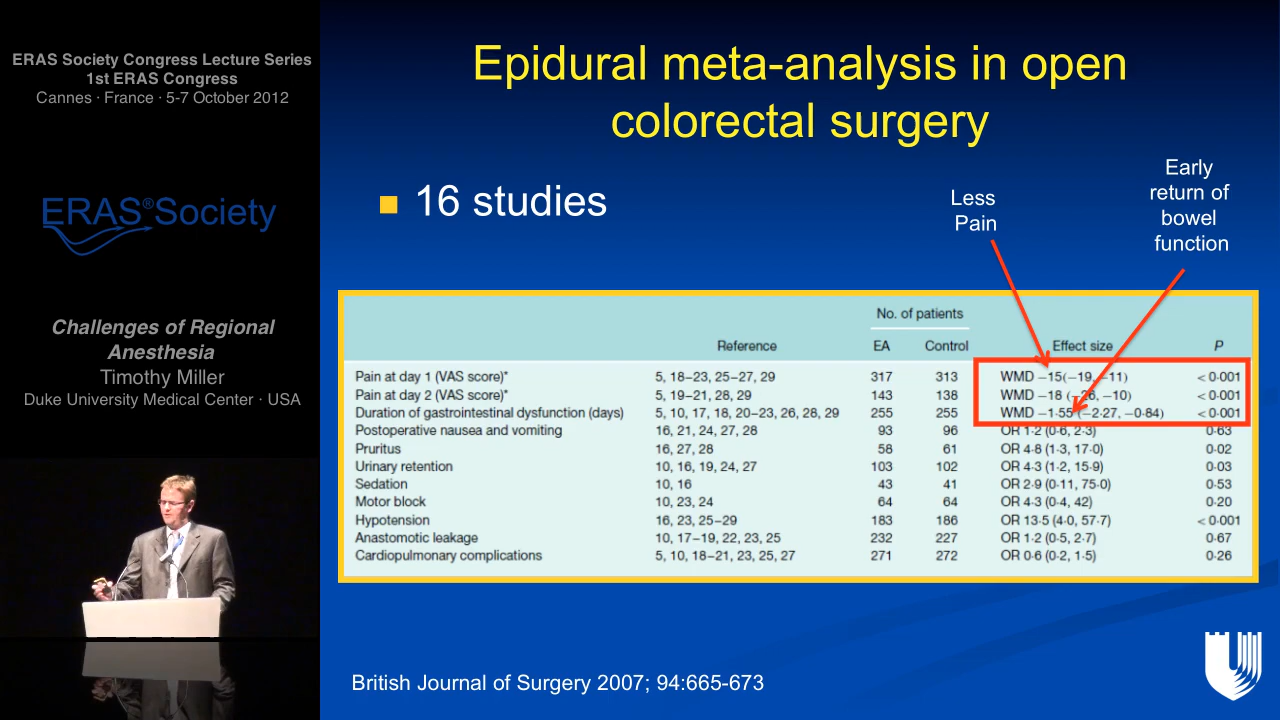 ERAS Society Congress Lecture Series
1st ERAS Congress
Cannes · France · 5-7 October 2012
ERAS®Society
Challenges of Regional
Anesthesia
Timothy Miller
Duke University Medical Center · USA
Epidural meta-analysis in open
colorectal surgery
16 studies
Less
Pain
Early
return of
bowel
function
No. of patients
Reference EA Control Effect size P
Pain at day 1 (VAS score)* 5, 18–23, 25–27, 29 317 313 WMD −15(−19, −11) <0·001
Pain at day 2 (VAS score)* 5, 19–21, 28, 29 143 138 WMD −18 (−26, −10) <0·001
Duration of gastrointestinal dysfunction (days) 5, 10, 17, 18, 20–23, 26, 28, 29 255 255 WMD −1·55 (−2·27, −0·84) <0·001
Postoperative nausea and vomiting 16, 21, 24, 27, 28 93 96 OR 1·2 (0·6, 2·3) 0·63
Pruritus 16, 27, 28 58 61 OR 4·8 (1·3, 17·0) 0·02
Urinary retention 10, 16, 19, 24, 27 103 102 OR 4·3 (1·2, 15·9) 0·03
Sedation 10, 16 43 41 OR 2·9 (0·11, 75·0) 0·53
Motor block 10, 23, 24 64 64 OR 4·3 (0·4, 42) 0·20
Hypotension 16, 23, 25–29 183 186 OR 13·5 (4·0, 57·7) <0·001
Anastomotic leakage 10, 17–19, 22, 23, 25 232 227 OR 1·2 (0·5, 2·7) 0·67
Cardiopulmonary complications 5, 10, 18–21, 23, 25, 27 271 272 OR 0·6 (0·2, 1·5) 0·26
British Journal of Surgery 2007; 94:665-673